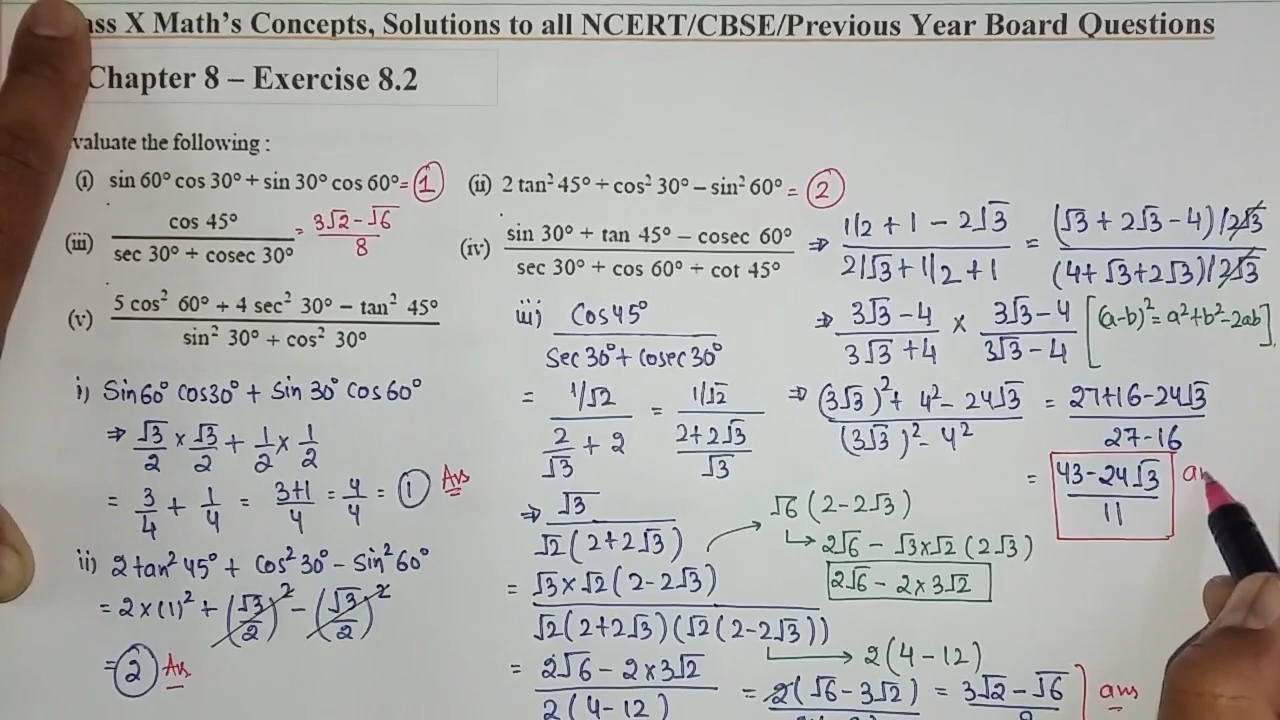 ass X Math's Concepts, Solutions to all NCERT/CBSE/Previous Year Board Questions
Chapter 8 – Exercise 8.2
valuate the following :
(i) sin 60° cos 30° + sin 30° cos 60° = 1
(ii) 2 tan² 45° + cos² 30° – sin² 60° = 2
(iii) cos 45° / sec 30° + cosec 30° = 3√2 - √6 / 8
(iv) sin 30° + tan 45° – cosec 60° / sec 30° + cos 60° + cot 45°
⇒ 1/2 + 1 - 2√3 / 2/√3 + 1/2 + 1 = (√3 + 2√3 - 4)/2√3 / (4 + √3 + 2√3)/2√3
(v) 5 cos² 60° + 4 sec² 30° – tan² 45° / sin² 30° + cos² 30°
⇒ 3√3 - 4 / 3√3 + 4 × 3√3 - 4 / 3√3 - 4 [(a-b)² = a²+b²-2ab]
⇒ (3√3)² + 4² - 24√3 / (3√3)² - 4² = 27+16-24√3 / 27-16
= 43-24√3 / 11
i) Sin60° cos30° + Sin 30° cos 60°
⇒ √3/2 × √3/2 + 1/2 × 1/2
= 3/4 + 1/4 = 3+1/4 = 4/4 = 1 Ans
ii) 2 tan² 45° + cos² 30° - sin² 60°
= 2×(1)² + (√3/2)² - (√3/2)²
= 2 Ans
iii) Cos 45° / Sec 30° + Cosec 30°
= 1/√2 / 2/√3 + 2 = 1/√2 / 2+2√3/√3
⇒ √3 / √2(2+2√3)
= √3×√2(2-2√3) / √2(2+2√3)(√2(2-2√3))
= 2√6 - 2×3√2 / 2(4-12) = 2(√6-3√2) = 3√2-√6 ans
√6(2-2√3)
2√6 - √3×√2(2√3)
2√6 - 2×3√2
2(4-12)